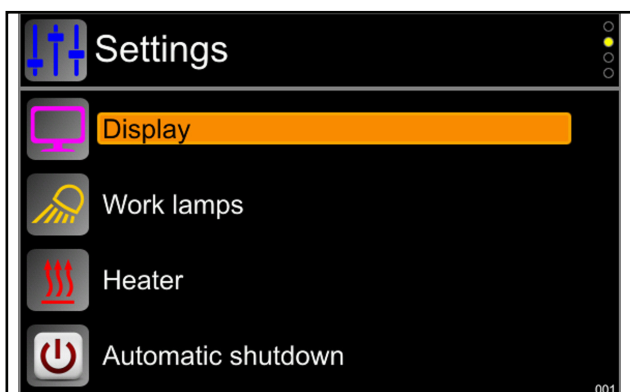 Settings
Display
Work lamps
Heater
Automatic shutdown
001